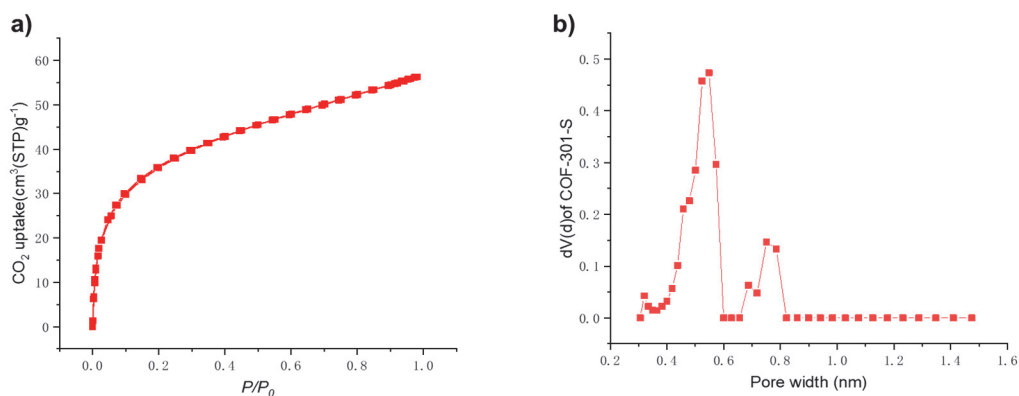 a)
CO₂ uptake(cm³(STP)g⁻¹)
60
50
40
30
20
10
0
0.0 0.2 0.4 0.6 0.8 1.0
P/P₀
b)
dV(d)of COF-301-S
0.5
0.4
0.3
0.2
0.1
0.0
0.2 0.4 0.6 0.8 1.0 1.2 1.4 1.6
Pore width (nm)